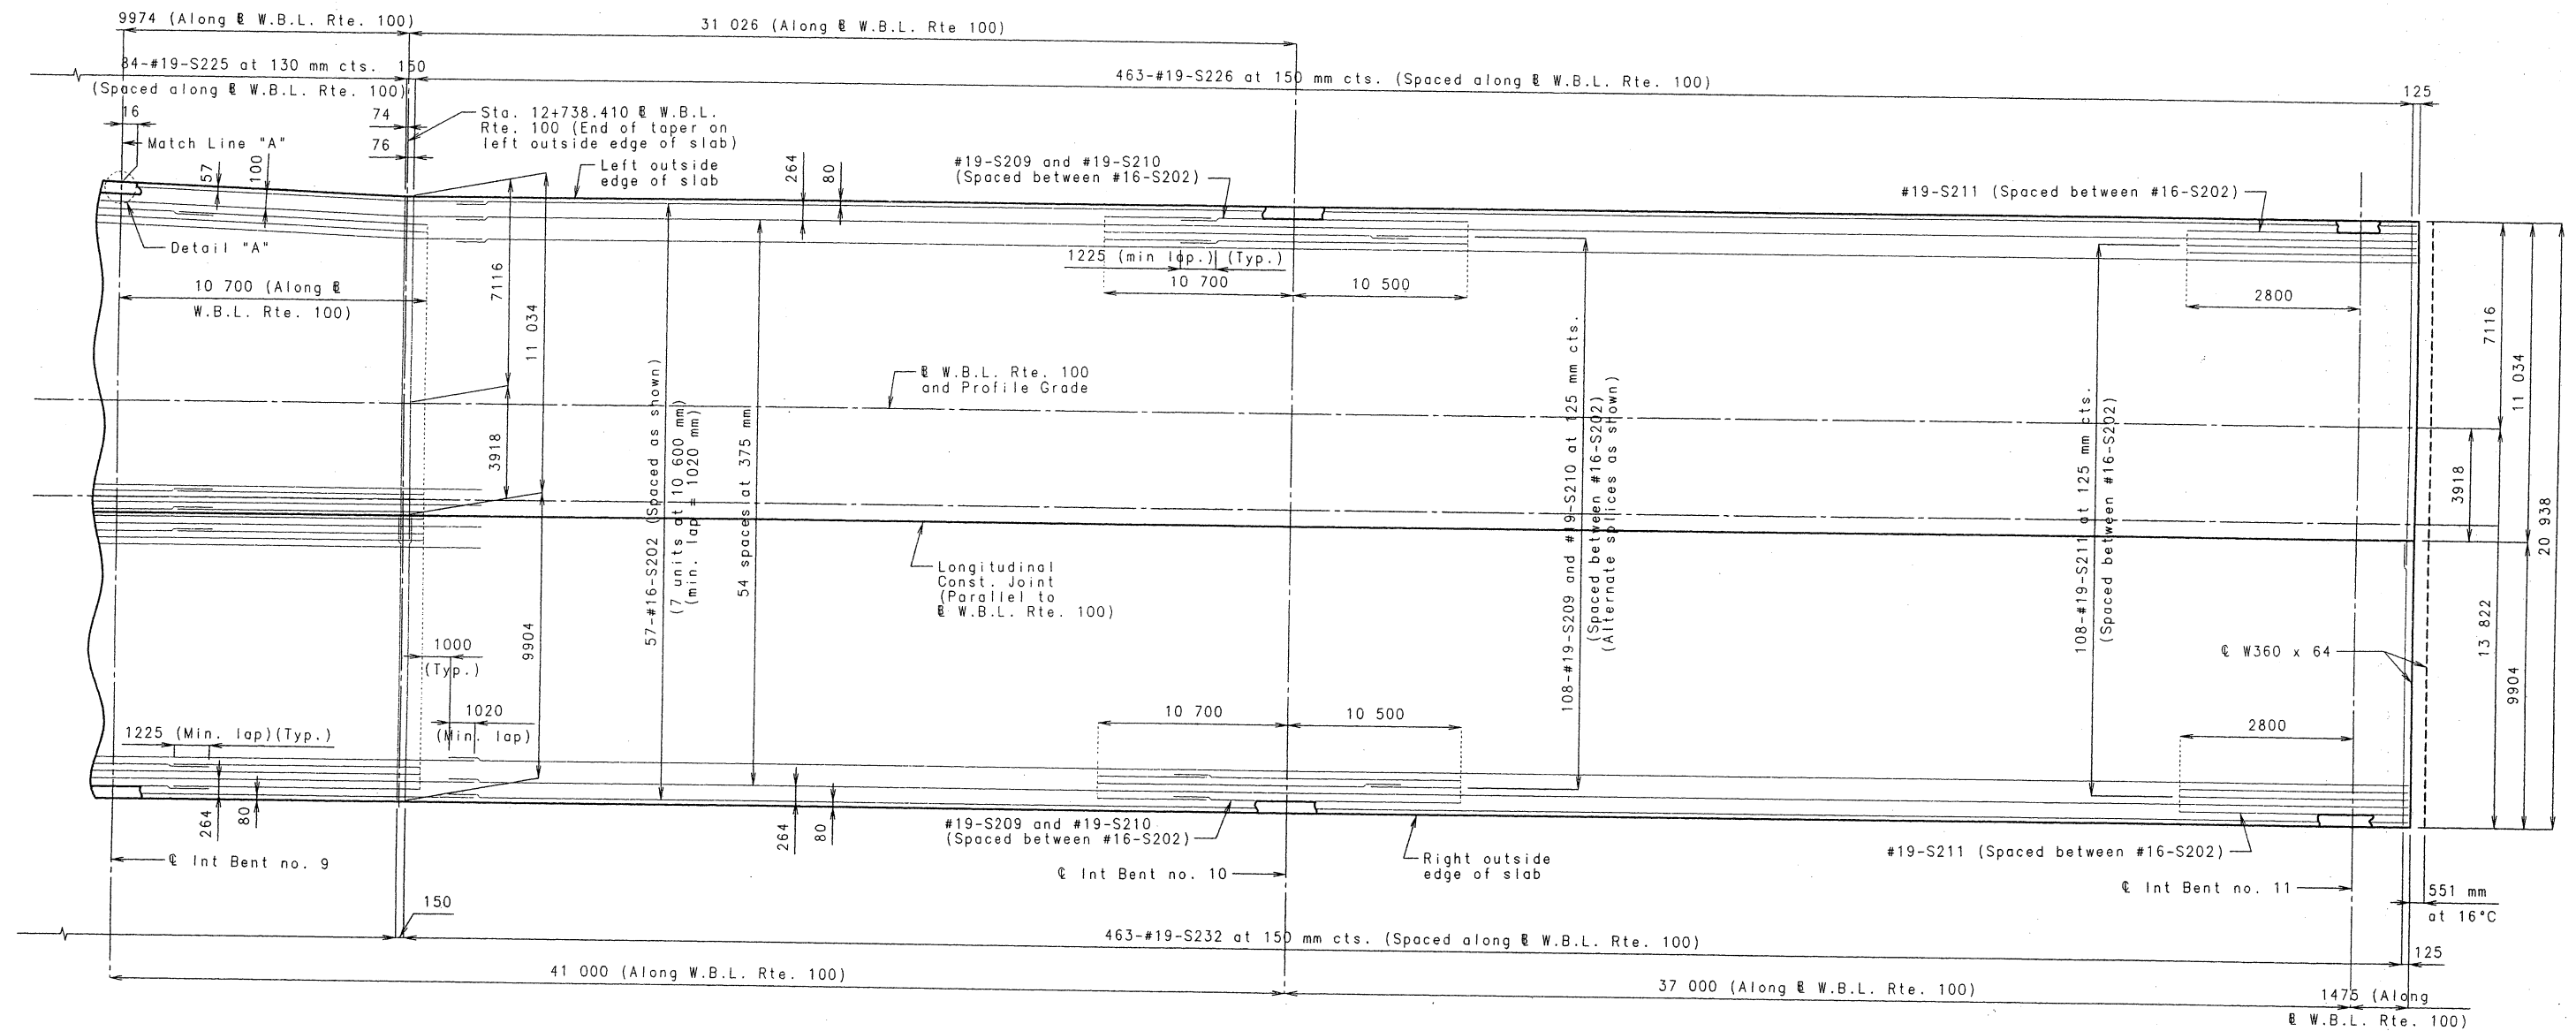 9974 (Along ℄ W.B.L. Rte. 100)
31 026 (Along ℄ W.B.L. Rte 100)
84-#19-S225 at 130 mm cts.
150
(Spaced along ℄ W.B.L. Rte. 100)
463-#19-S226 at 150 mm cts. (Spaced along ℄ W.B.L. Rte. 100)
125
16
74
76
Sta. 12+738.410 ℄ W.B.L.
Rte. 100 (End of taper on
left outside edge of slab)
Match Line "A"
57
100
Left outside
edge of slab
264
80
#19-S209 and #19-S210
(Spaced between #16-S202)
#19-S211 (Spaced between #16-S202)
Detail "A"
10 700 (Along ℄
W.B.L. Rte. 100)
7116
11 034
3918
1225 (min lap.) (Typ.)
10 700
10 500
2800
7116
11 034
3918
20 938
13 822
9904
℄ W.B.L. Rte. 100
and Profile Grade
57-#16-S202 (Spaced as shown)
(7 units at 10 600 mm)
(min. lap = 1020 mm)
54 spaces at 375 mm
108-#19-S209 and #19-S210 at 125 mm cts.
(Spaced between #16-S202)
(Alternate splices as shown)
108-#19-S211 at 125 mm cts.
(Spaced between #16-S202)
Longitudinal
Const. Joint
(Parallel to
℄ W.B.L. Rte. 100)
9904
1000
(Typ.)
1020
(Min. lap)
℄ W360 x 64
1225 (Min. lap)(Typ.)
10 700
10 500
2800
264
80
264
80
#19-S209 and #19-S210
(Spaced between #16-S202)
Right outside
edge of slab
#19-S211 (Spaced between #16-S202)
℄ Int Bent no. 9
℄ Int Bent no. 10
℄ Int Bent no. 11
551 mm
at 16°C
150
463-#19-S232 at 150 mm cts. (Spaced along ℄ W.B.L. Rte. 100)
125
41 000 (Along W.B.L. Rte. 100)
37 000 (Along ℄ W.B.L. Rte. 100)
1475 (Along
℄ W.B.L. Rte. 100)